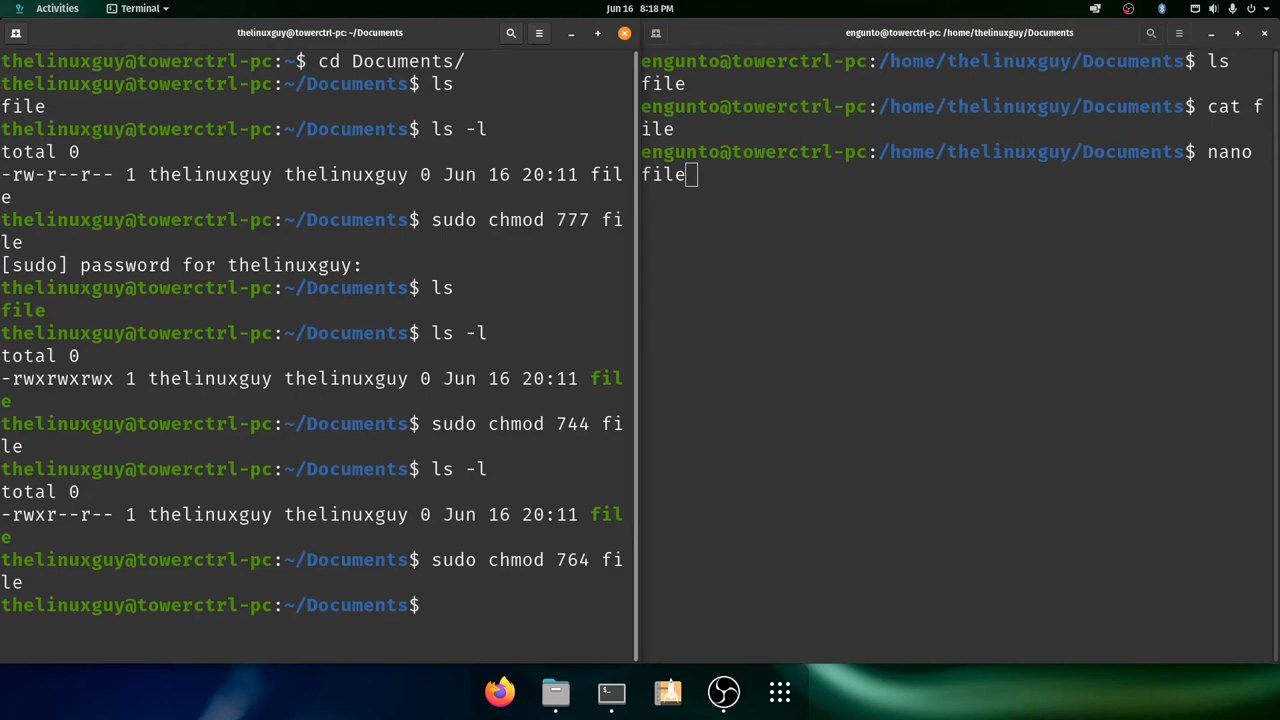 Activities
Terminal
Jun 16 8:18 PM
thelinuxguy@towerctrl-pc: ~/Documents
thelinuxguy@towerctrl-pc:~$ cd Documents/
thelinuxguy@towerctrl-pc:~/Documents$ ls
file
thelinuxguy@towerctrl-pc:~/Documents$ ls -l
total 0
-rw-r--r-- 1 thelinuxguy thelinuxguy 0 Jun 16 20:11 fil
e
thelinuxguy@towerctrl-pc:~/Documents$ sudo chmod 777 fi
le
[sudo] password for thelinuxguy:
thelinuxguy@towerctrl-pc:~/Documents$ ls
file
thelinuxguy@towerctrl-pc:~/Documents$ ls -l
total 0
-rwxrwxrwx 1 thelinuxguy thelinuxguy 0 Jun 16 20:11 fil
e
thelinuxguy@towerctrl-pc:~/Documents$ sudo chmod 744 fi
le
thelinuxguy@towerctrl-pc:~/Documents$ ls -l
total 0
-rwxr--r-- 1 thelinuxguy thelinuxguy 0 Jun 16 20:11 fil
e
thelinuxguy@towerctrl-pc:~/Documents$ sudo chmod 764 fi
le
thelinuxguy@towerctrl-pc:~/Documents$
engunto@towerctrl-pc: /home/thelinuxguy/Documents
engunto@towerctrl-pc:/home/thelinuxguy/Documents$ ls
file
engunto@towerctrl-pc:/home/thelinuxguy/Documents$ cat f
ile
engunto@towerctrl-pc:/home/thelinuxguy/Documents$ nano
file